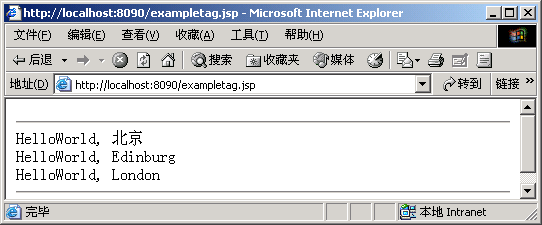 http://localhost:8090/exampletag.jsp - Microsoft Internet Explorer
文件(F) 编辑(E) 查看(V) 收藏(A) 工具(T) 帮助(H)
后退 搜索 收藏夹 媒体
地址(D) http://localhost:8090/exampletag.jsp 转到 链接 »
HelloWorld, 北京
HelloWorld, Edinburg
HelloWorld, London
完毕 本地 Intranet